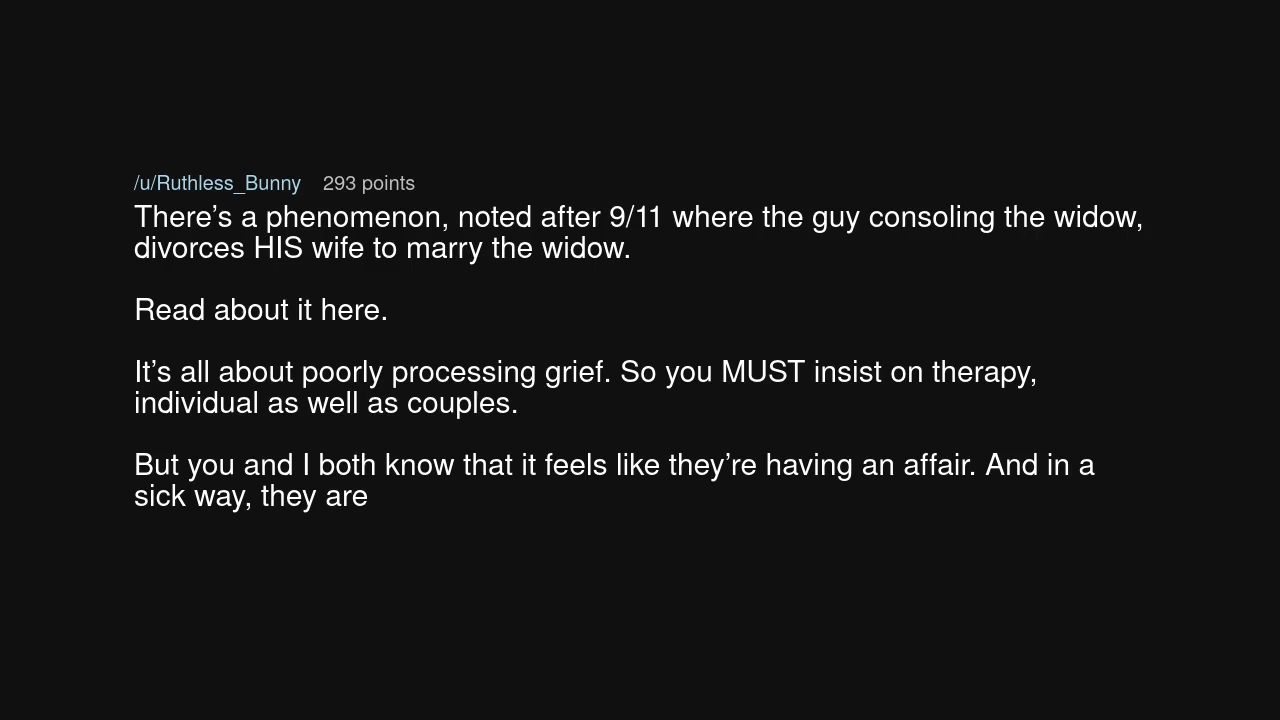 /u/Ruthless_Bunny 293 points
There’s a phenomenon, noted after 9/11 where the guy consoling the widow,
divorces HIS wife to marry the widow.
Read about it here.
It’s all about poorly processing grief. So you MUST insist on therapy,
individual as well as couples.
But you and I both know that it feels like they’re having an affair. And in a
sick way, they are